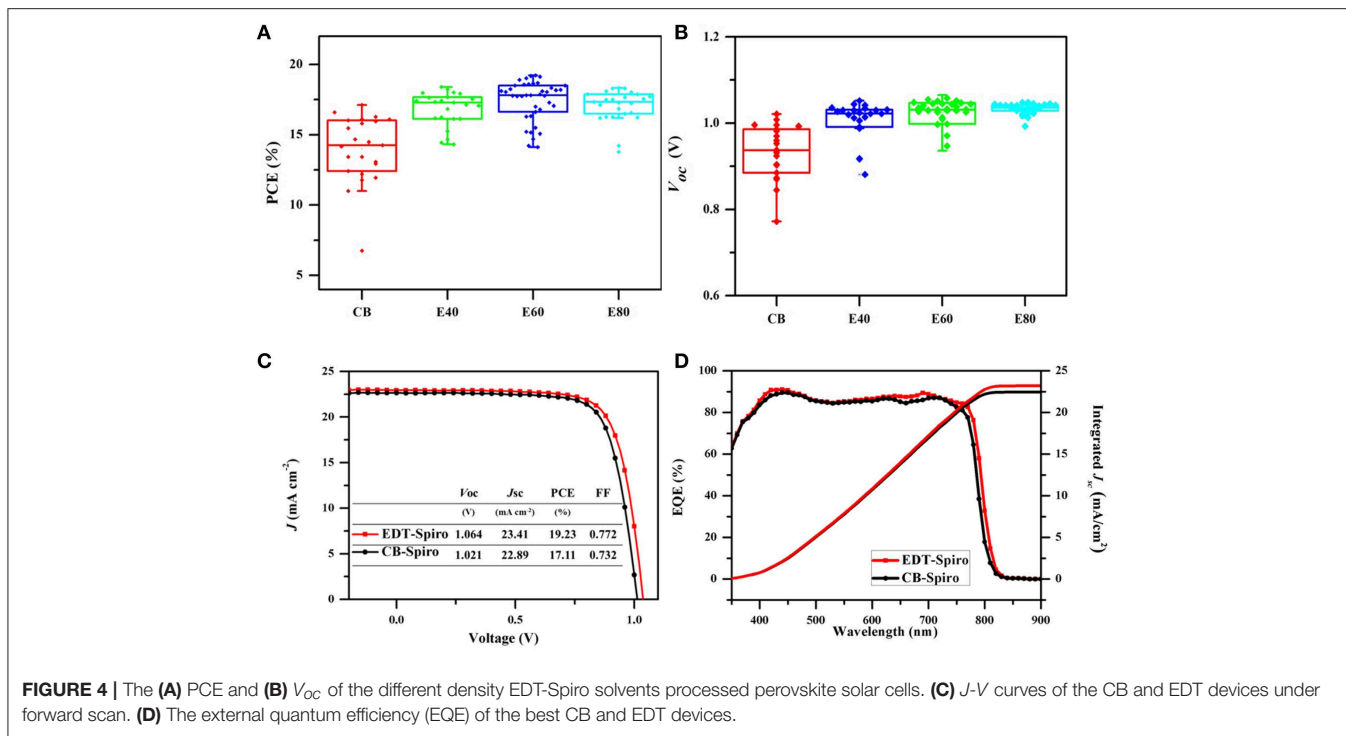 A
PCE (%)
20
15
10
5
CB E40 E60 E80
B
Voc (V)
1.2
1.0
0.8
0.6
CB E40 E60 E80
C
J (mA cm-2)
25
20
15
10
5
0
Voc Jsc PCE FF
(V) (mA cm-2) (%)
EDT-Spiro 1.064 23.41 19.23 0.772
CB-Spiro 1.021 22.89 17.11 0.732
0.0 0.5 1.0
Voltage (V)
D
EQE (%)
100
80
60
40
20
0
EDT-Spiro
CB-Spiro
400 500 600 700 800 900
Wavelength (nm)
25
20
15
10
5
0
Integrated Jsc (mA/cm2)
FIGURE 4 | The (A) PCE and (B) VOC of the different density EDT-Spiro solvents processed perovskite solar cells. (C) J-V curves of the CB and EDT devices under
forward scan. (D) The external quantum efficiency (EQE) of the best CB and EDT devices.